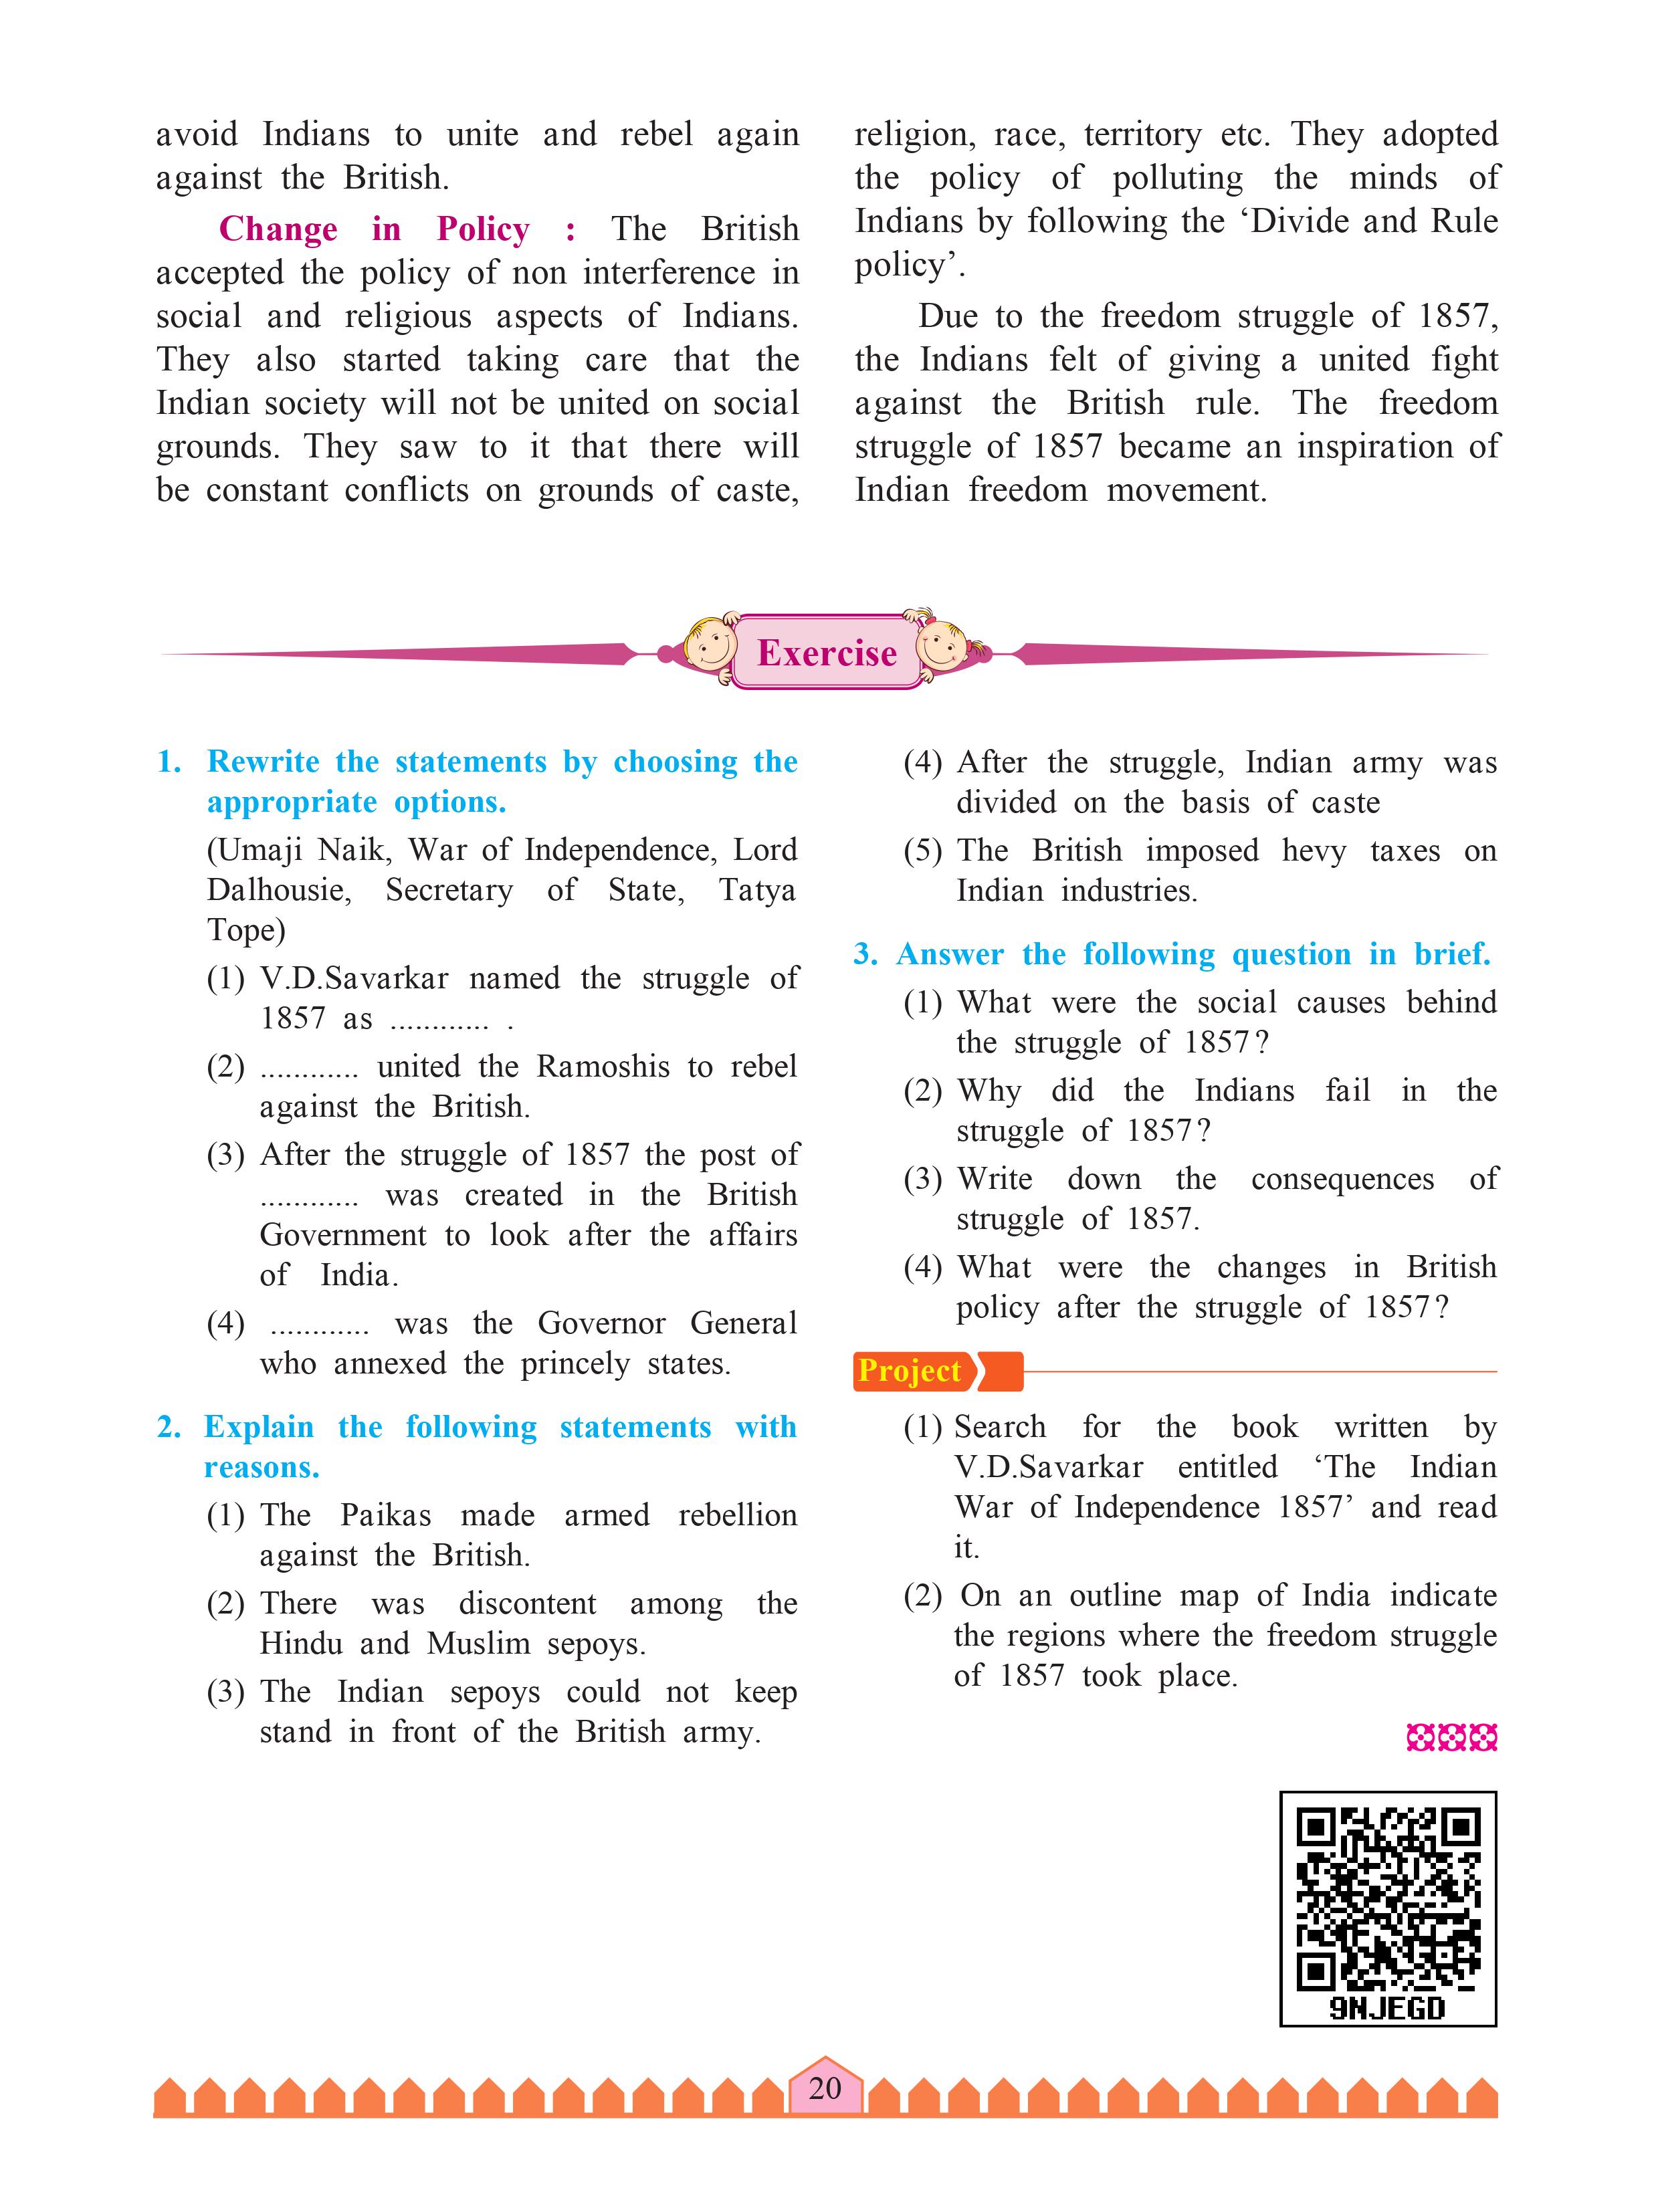 avoid Indians to unite and rebel again
against the British.
Change in Policy : The British
accepted the policy of non interference in
social and religious aspects of Indians.
They also started taking care that the
Indian society will not be united on social
grounds. They saw to it that there will
be constant conflicts on grounds of caste,
religion, race, territory etc. They adopted
the policy of polluting the minds of
Indians by following the ‘Divide and Rule
policy’.
Due to the freedom struggle of 1857,
the Indians felt of giving a united fight
against the British rule. The freedom
struggle of 1857 became an inspiration of
Indian freedom movement.
Exercise
1. Rewrite the statements by choosing the
appropriate options.
(Umaji Naik, War of Independence, Lord
Dalhousie, Secretary of State, Tatya
Tope)
(1) V.D.Savarkar named the struggle of
1857 as ............ .
(2) ............ united the Ramoshis to rebel
against the British.
(3) After the struggle of 1857 the post of
............ was created in the British
Government to look after the affairs
of India.
(4) ............ was the Governor General
who annexed the princely states.
2. Explain the following statements with
reasons.
(1) The Paikas made armed rebellion
against the British.
(2) There was discontent among the
Hindu and Muslim sepoys.
(3) The Indian sepoys could not keep
stand in front of the British army.
(4) After the struggle, Indian army was
divided on the basis of caste
(5) The British imposed hevy taxes on
Indian industries.
3. Answer the following question in brief.
(1) What were the social causes behind
the struggle of 1857?
(2) Why did the Indians fail in the
struggle of 1857?
(3) Write down the consequences of
struggle of 1857.
(4) What were the changes in British
policy after the struggle of 1857?
Project
(1) Search for the book written by
V.D.Savarkar entitled ‘The Indian
War of Independence 1857’ and read
it.
(2) On an outline map of India indicate
the regions where the freedom struggle
of 1857 took place.
9NJEGD
20